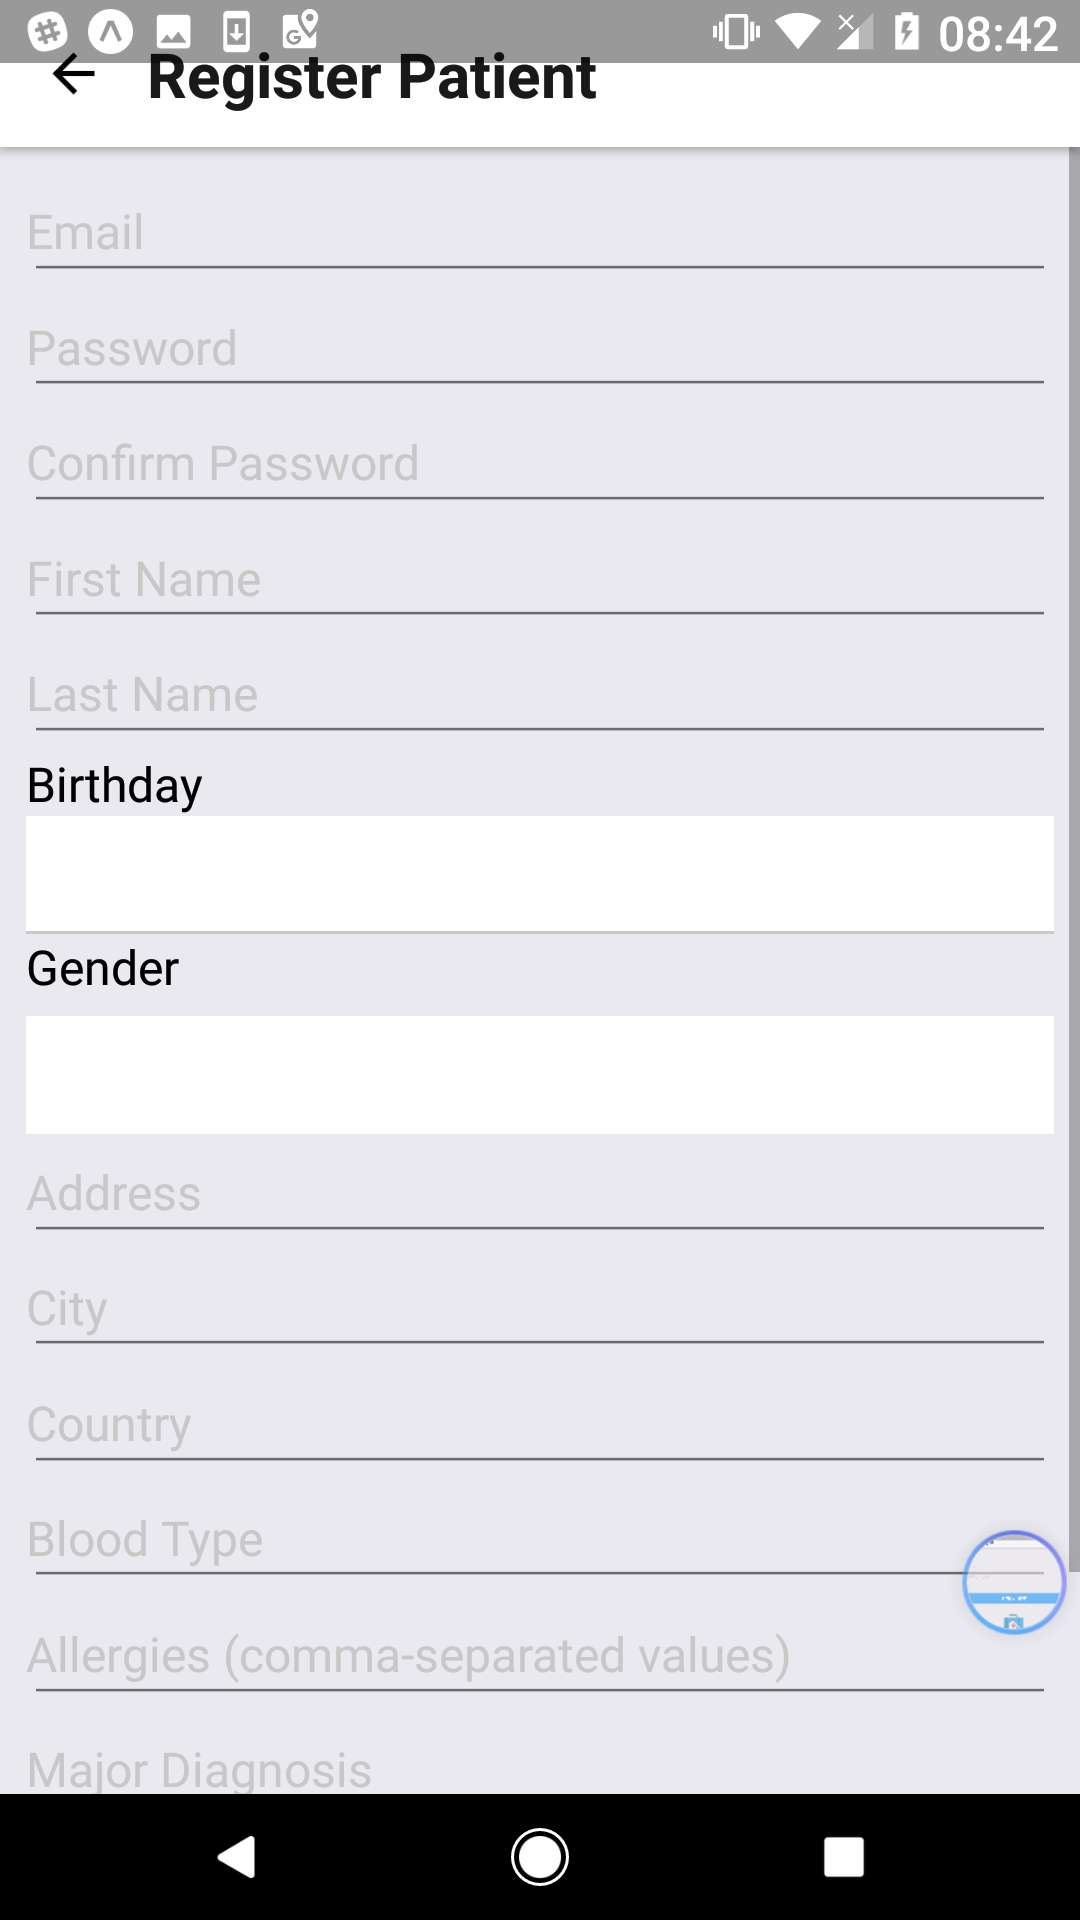 08:42
Register Patient
Email
Password
Confirm Password
First Name
Last Name
Birthday
Gender
Address
City
Country
Blood Type
Allergies (comma-separated values)
Major Diagnosis